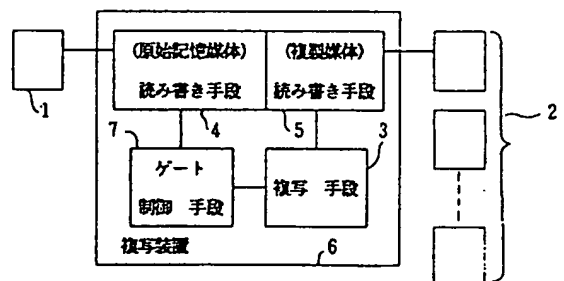 (原始記憶媒体)
読み書き手段
(複製媒体)
読み書き手段
1
4
5
7
3
2
ゲート
制御 手段
複写 手段
複写装置
6